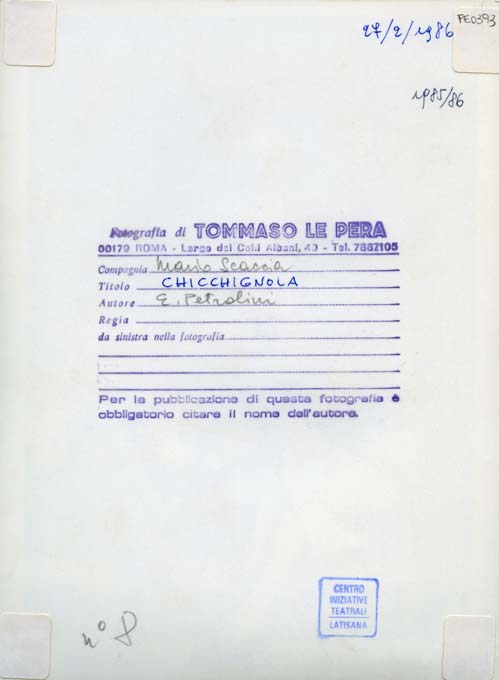 27/2/1986
PE0393
1985/86
Fotografia di TOMMASO LE PERA
00179 ROMA - Largo dei Colli Albani, 40 - Tel. 7887105
Compagnia Mario Scaccia
Titolo CHICCHIGNOLA
Autore E. Petrolini
Regia
da sinistra nella fotografia
Per la pubblicazione di questa fotografia è
obbligatorio citare il nome dell'autore.
CENTRO
INIZIATIVE
TEATRALI
LATISANA
n° 8